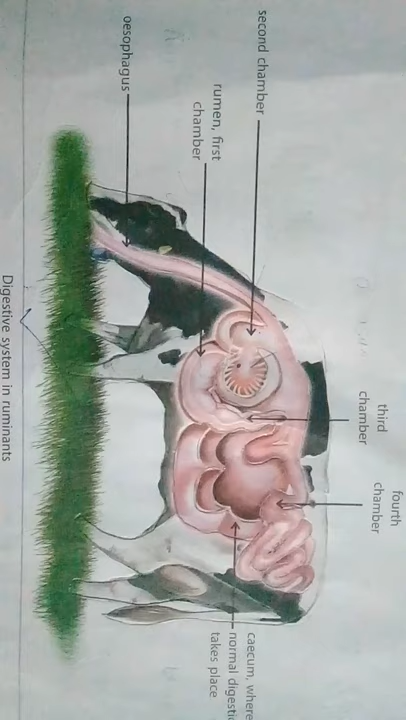 oesophagus
second chamber
rumen, first
chamber
third
chamber
fourth
chamber
caecum, where
normal
takes place
Digestive system in ruminants